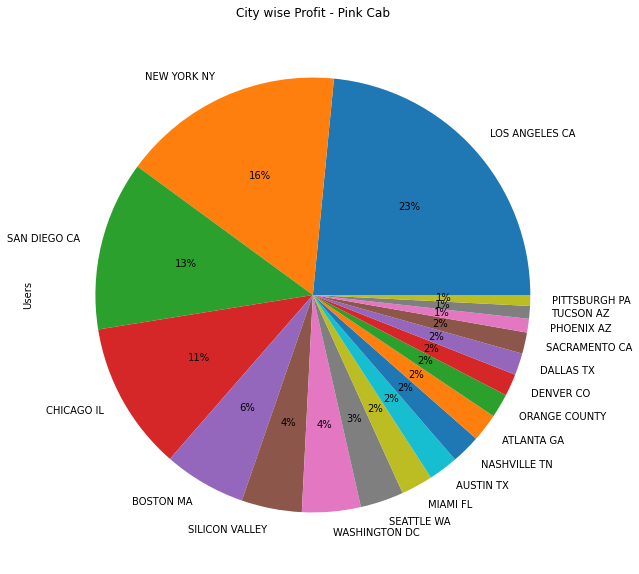 City wise Profit - Pink Cab
LOS ANGELES CA
23%
NEW YORK NY
16%
SAN DIEGO CA
13%
CHICAGO IL
11%
BOSTON MA
6%
SILICON VALLEY
4%
WASHINGTON DC
4%
SEATTLE WA
3%
MIAMI FL
2%
AUSTIN TX
2%
NASHVILLE TN
2%
ATLANTA GA
2%
ORANGE COUNTY
2%
DENVER CO
2%
DALLAS TX
2%
SACRAMENTO CA
2%
PHOENIX AZ
1%
TUCSON AZ
1%
PITTSBURGH PA
1%
Users